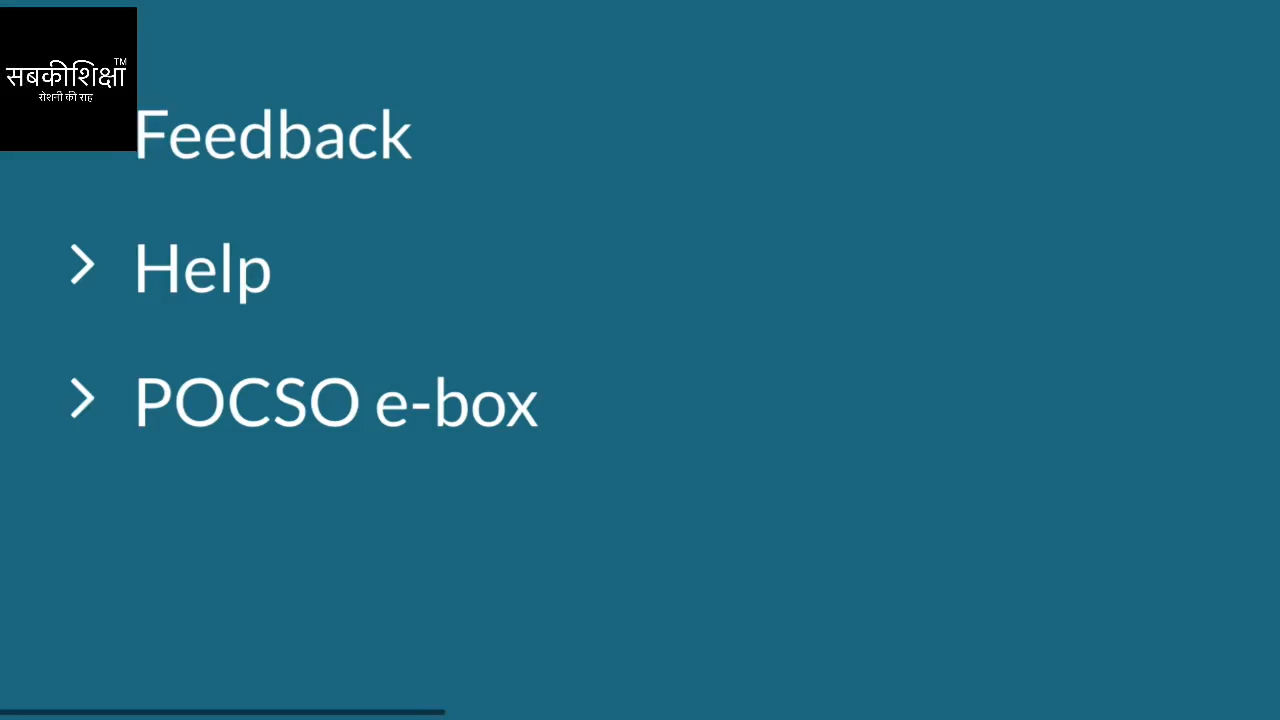 सबकीशिक्षा TM
रोशनी की राह
Feedback
Help
POCSO e-box